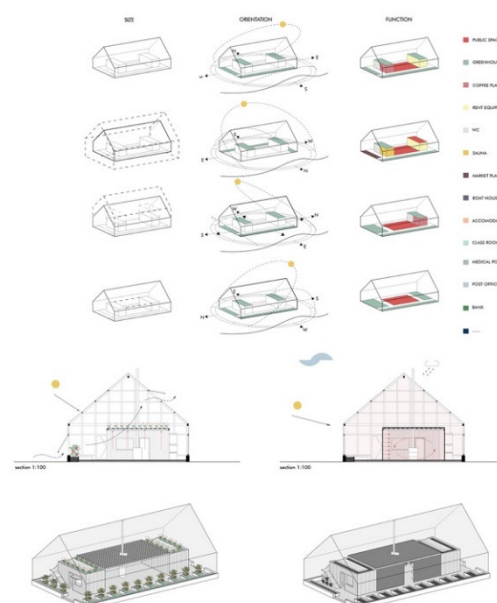 SIZE
ORIENTATION
FUNCTION
PUBLIC SPAC
GREENHOUS
COFFEE PLA
RENT EQUIP
WC
SAUNA
MARKET PLA
BOAT HOUS
ACCOMODA
CLASS ROO
MEDICAL PO
POST OFFIC
BANK
W
E
N
S
E
W
N
S
N
E
N
S
W
section 1:100
section 1:100